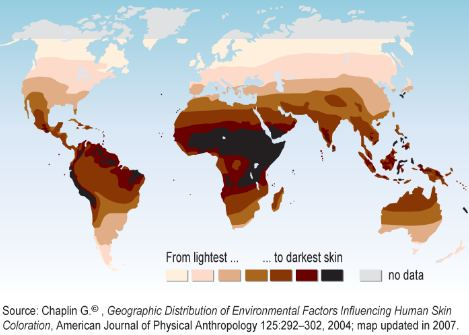 From lightest ... ... to darkest skin
no data
Source: Chaplin G.© , Geographic Distribution of Environmental Factors Influencing Human Skin
Coloration, American Journal of Physical Anthropology 125:292–302, 2004; map updated in 2007.